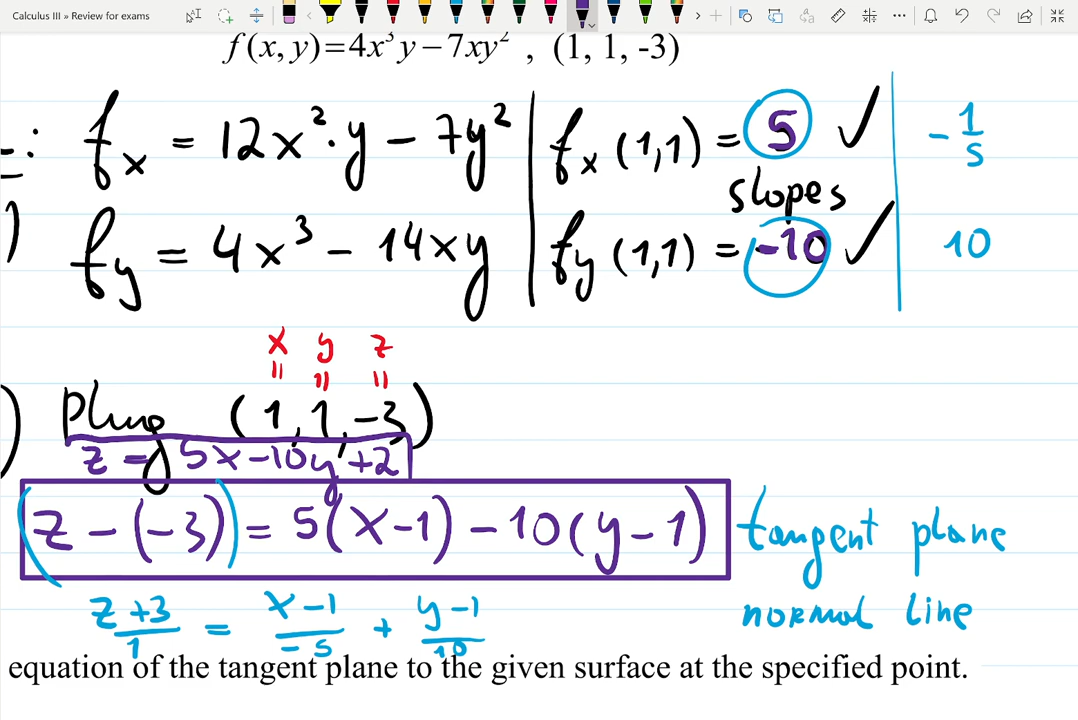 Calculus III » Review for exams
f(x, y)=4x³y−7xy² , (1, 1, -3)
fx = 12x²·y − 7y² | fx (1,1) = 5 ✓ −1/5
slopes
fy = 4x³ − 14xy | fy (1,1) = −10 ✓ 10
x y z
= = =
Plug (1, 1, −3)
z = 5x−10y+2
(z − (−3)) = 5(x−1) − 10(y−1) tangent plane
normal line
z+3/1 = x−1/−5 + y−1/10
equation of the tangent plane to the given surface at the specified point.